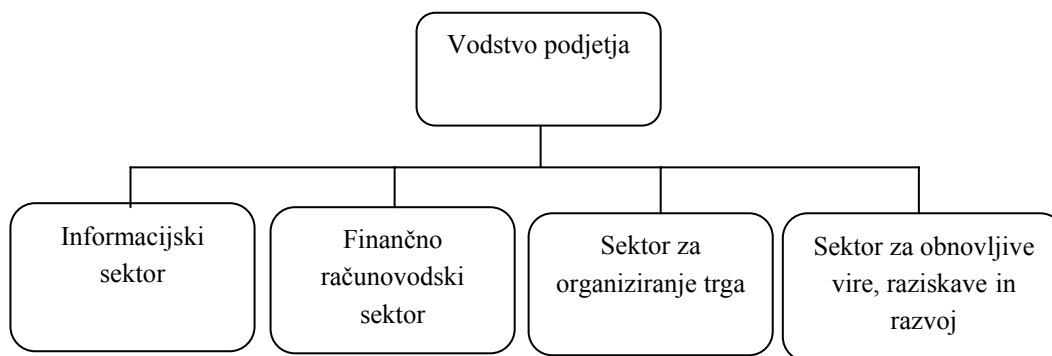 Vodstvo podjetja
Informacijski
sektor
Finančno
računovodski
sektor
Sektor za
organiziranje trga
Sektor za obnovljive
vire, raziskave in
razvoj